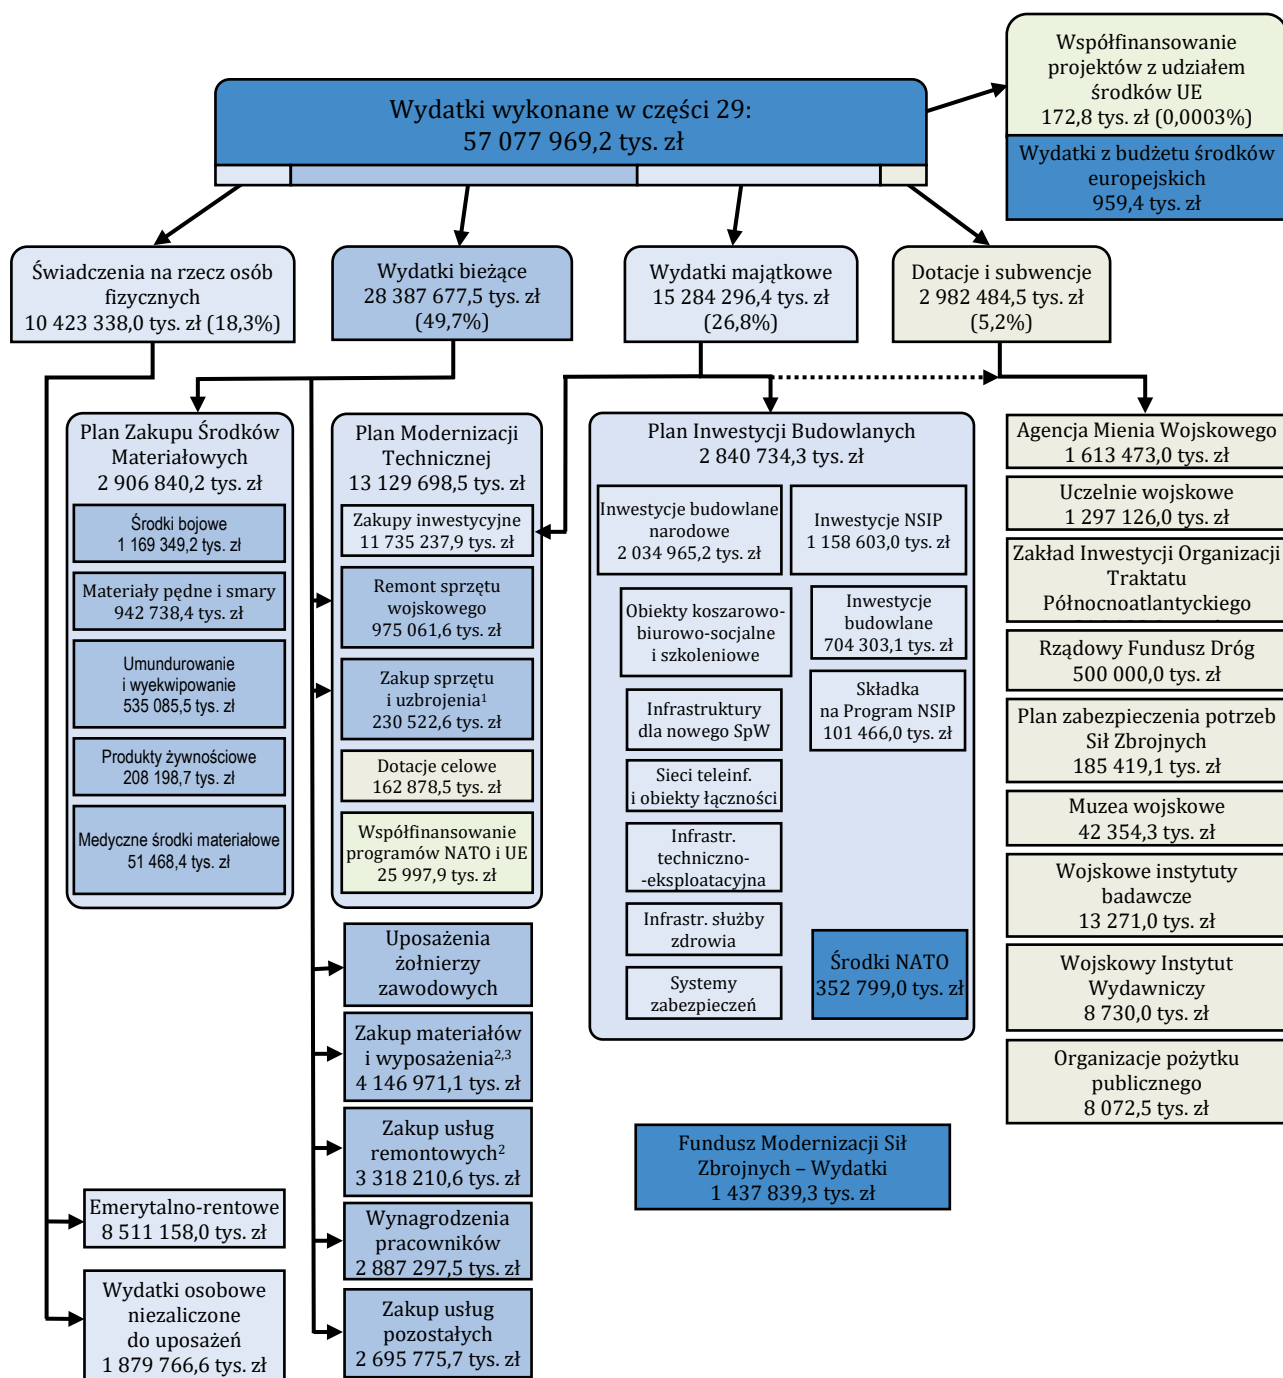 Współfinansowanie
projektów z udziałem
środków UE
172,8 tys. zł (0,0003%)
Wydatki z budżetu środków
europejskich
959,4 tys. zł
Wydatki wykonane w części 29:
57 077 969,2 tys. zł
Świadczenia na rzecz osób
fizycznych
10 423 338,0 tys. zł (18,3%)
Wydatki bieżące
28 387 677,5 tys. zł
(49,7%)
Wydatki majątkowe
15 284 296,4 tys. zł
(26,8%)
Dotacje i subwencje
2 982 484,5 tys. zł
(5,2%)
Plan Zakupu Środków
Materiałowych
2 906 840,2 tys. zł
Środki bojowe
1 169 349,2 tys. zł
Materiały pędne i smary
942 738,4 tys. zł
Umundurowanie
i wyekwipowanie
535 085,5 tys. zł
Produkty żywnościowe
208 198,7 tys. zł
Medyczne środki materiałowe
51 468,4 tys. zł
Plan Modernizacji
Technicznej
13 129 698,5 tys. zł
Zakupy inwestycyjne
11 735 237,9 tys. zł
Remont sprzętu
wojskowego
975 061,6 tys. zł
Zakup sprzętu
i uzbrojenia¹
230 522,6 tys. zł
Dotacje celowe
162 878,5 tys. zł
Współfinansowanie
programów NATO i UE
25 997,9 tys. zł
Uposażenia
żołnierzy
zawodowych
Zakup materiałów
i wyposażenia²,³
4 146 971,1 tys. zł
Zakup usług
remontowych²
3 318 210,6 tys. zł
Wynagrodzenia
pracowników
2 887 297,5 tys. zł
Zakup usług
pozostałych
2 695 775,7 tys. zł
Emerytalno-rentowe
8 511 158,0 tys. zł
Wydatki osobowe
niezaliczone
do uposażeń
1 879 766,6 tys. zł
Plan Inwestycji Budowlanych
2 840 734,3 tys. zł
Inwestycje budowlane
narodowe
2 034 965,2 tys. zł
Obiekty koszarowo-
biurowo-socjalne
i szkoleniowe
Infrastruktury
dla nowego SpW
Sieci teleinf.
i obiekty łączności
Infrastr.
techniczno-
-eksploatacyjna
Infrastr. służby
zdrowia
Systemy
zabezpieczeń
Inwestycje NSIP
1 158 603,0 tys. zł
Inwestycje
budowlane
704 303,1 tys. zł
Składka
na Program NSIP
101 466,0 tys. zł
Środki NATO
352 799,0 tys. zł
Fundusz Modernizacji Sił
Zbrojnych – Wydatki
1 437 839,3 tys. zł
Agencja Mienia Wojskowego
1 613 473,0 tys. zł
Uczelnie wojskowe
1 297 126,0 tys. zł
Zakład Inwestycji Organizacji
Traktatu
Północnoatlantyckiego
Rządowy Fundusz Dróg
500 000,0 tys. zł
Plan zabezpieczenia potrzeb
Sił Zbrojnych
185 419,1 tys. zł
Muzea wojskowe
42 354,3 tys. zł
Wojskowe instytuty
badawcze
13 271,0 tys. zł
Wojskowy Instytut
Wydawniczy
8 730,0 tys. zł
Organizacje pożytku
publicznego
8 072,5 tys. zł